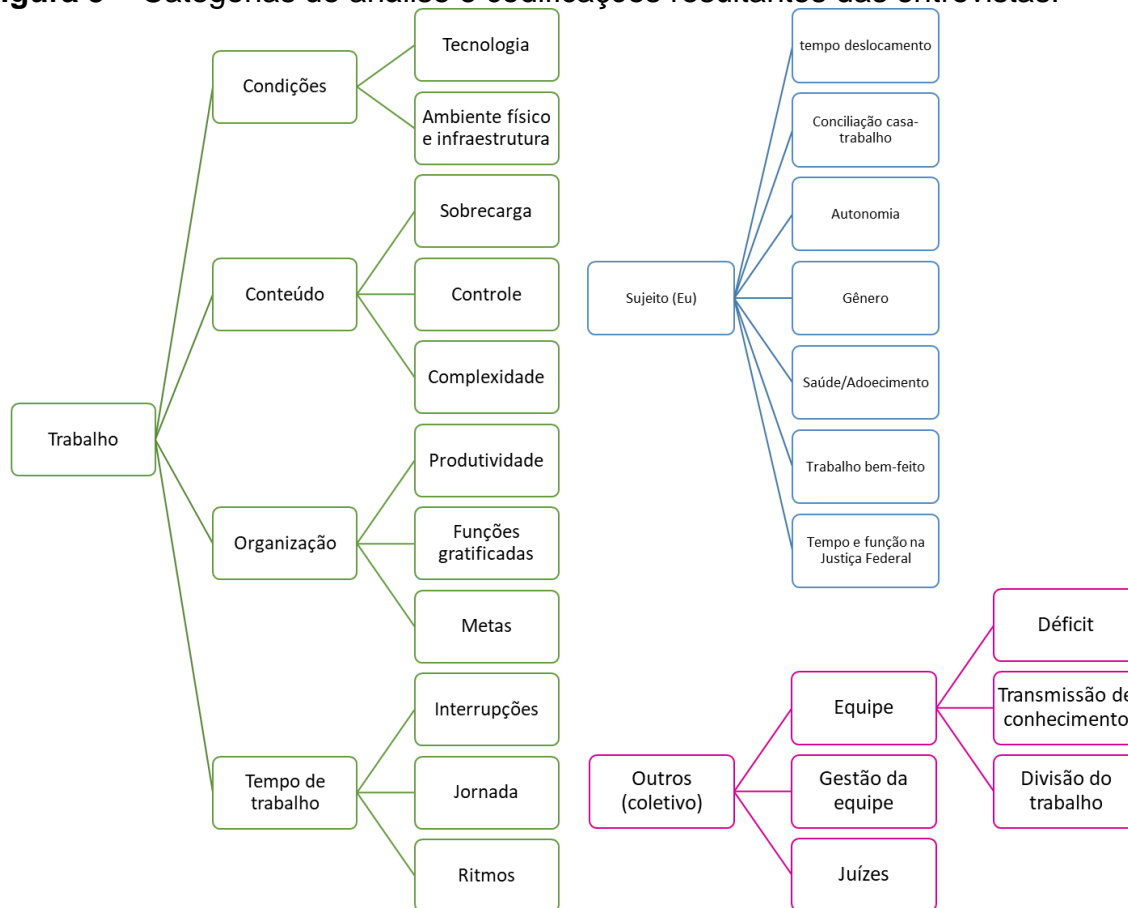 Categorias de análise e codificações resultantes das entrevistas.
Trabalho
Condições
Tecnologia
Ambiente físico
e infraestrutura
Conteúdo
Sobrecarga
Controle
Complexidade
Organização
Produtividade
Funções
gratificadas
Metas
Tempo de
trabalho
Interrupções
Jornada
Ritmos
Sujeito (Eu)
tempo deslocamento
Conciliação casa-
trabalho
Autonomia
Gênero
Saúde/Adoecimento
Trabalho bem-feito
Tempo e função na
Justiça Federal
Outros
(coletivo)
Equipe
Déficit
Transmissão de
conhecimento
Divisão do
trabalho
Gestão da
equipe
Juízes